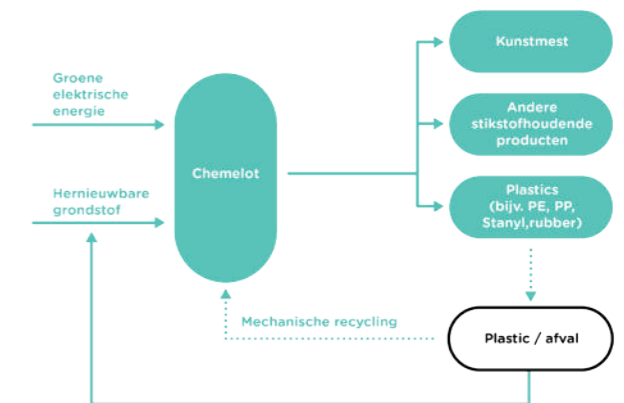 Groene
elektrische
energie
Hernieuwbare
grondstof
Chemelot
Kunstmest
Andere
stikstofhoudende
producten
Plastics
(bijv. PE, PP,
Stanyl,rubber)
Mechanische recycling
Plastic / afval